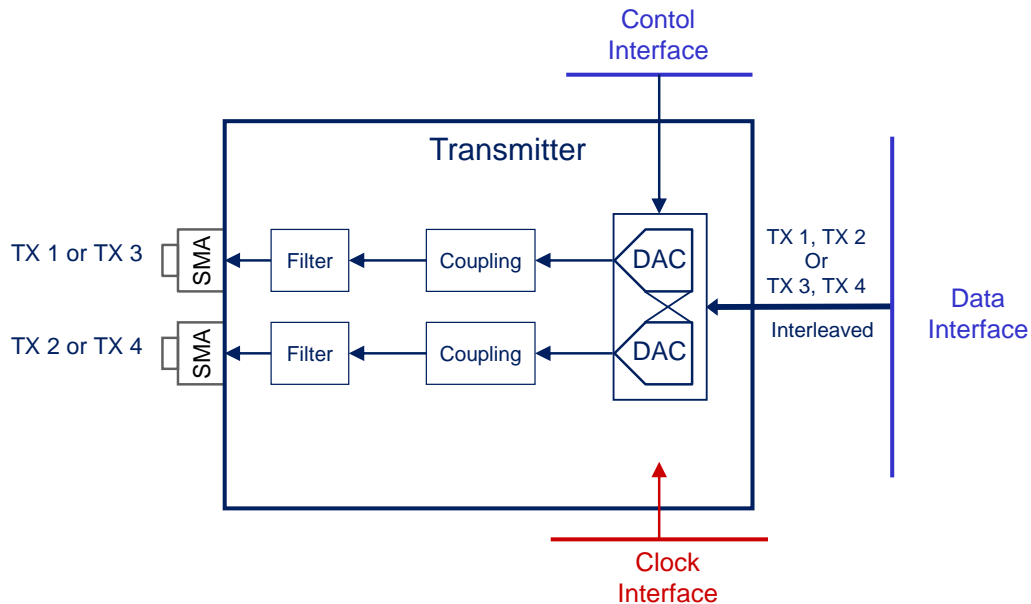 Contol
Interface
Transmitter
TX 1 or TX 3
SMA
Filter
Coupling
DAC
TX 1, TX 2
Or
TX 3, TX 4
Interleaved
Data
Interface
TX 2 or TX 4
SMA
Filter
Coupling
DAC
Clock
Interface